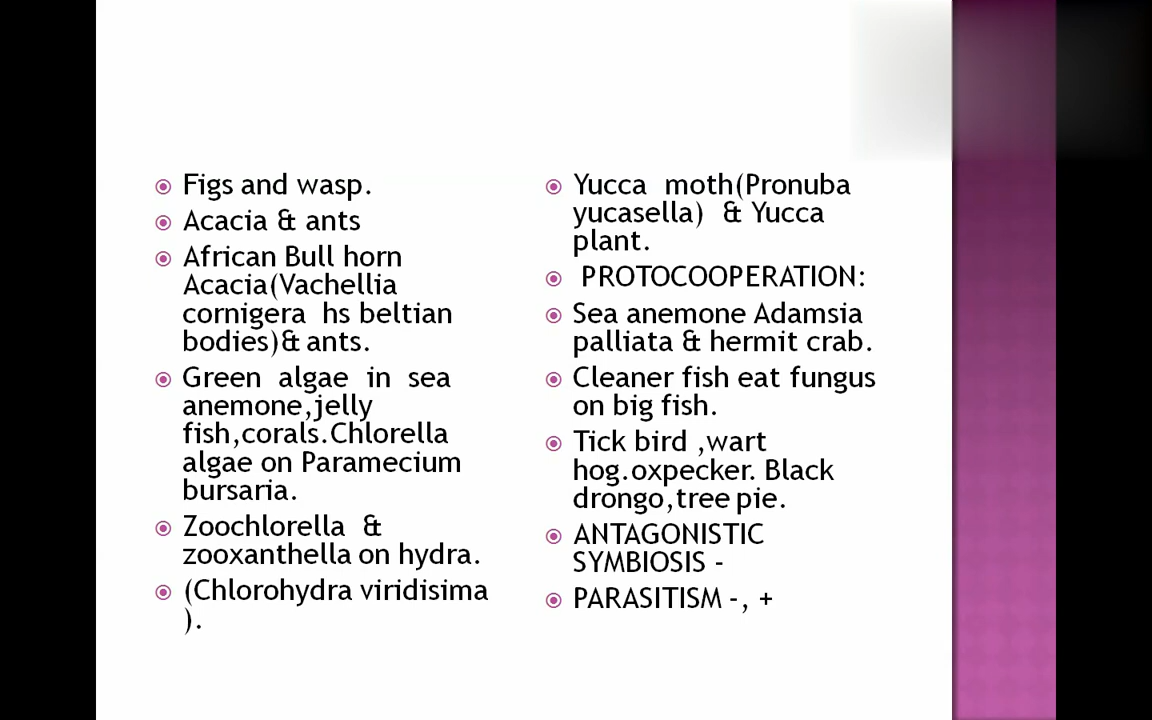 Figs and wasp.
Acacia & ants
African Bull horn
Acacia(Vachellia
cornigera hs beltian
bodies)& ants.
Green algae in sea
anemone,jelly
fish,corals.Chlorella
algae on Paramecium
bursaria.
Zoochlorella &
zooxanthella on hydra.
(Chlorohydra viridisima
).
Yucca moth(Pronuba
yucasella) & Yucca
plant.
PROTOCOOPERATION:
Sea anemone Adamsia
palliata & hermit crab.
Cleaner fish eat fungus
on big fish.
Tick bird ,wart
hog.oxpecker. Black
drongo,tree pie.
ANTAGONISTIC
SYMBIOSIS -
PARASITISM -, +